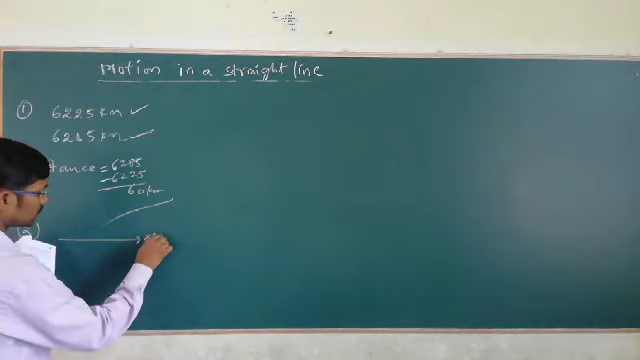 Motion in a straight line
① 6225 km ✓
6285 km ✓
tance = 6285
- 6225
60 km
(2)